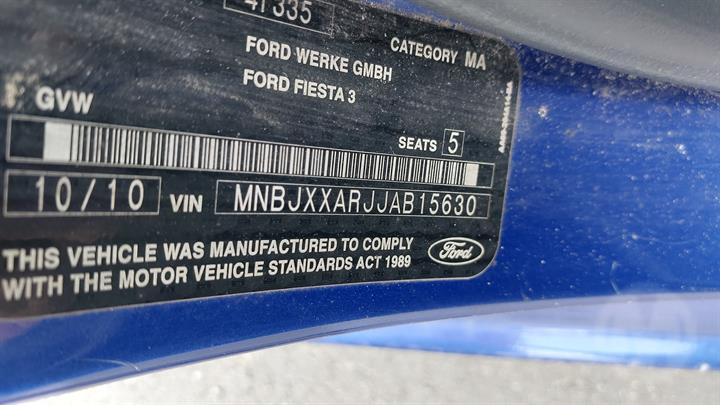 41335
CATEGORY MA
FORD WERKE GMBH
FORD FIESTA 3
GVW
SEATS 5
10/10 VIN MNBJXXARJJAB15630
THIS VEHICLE WAS MANUFACTURED TO COMPLY
WITH THE MOTOR VEHICLE STANDARDS ACT 1989
Ford